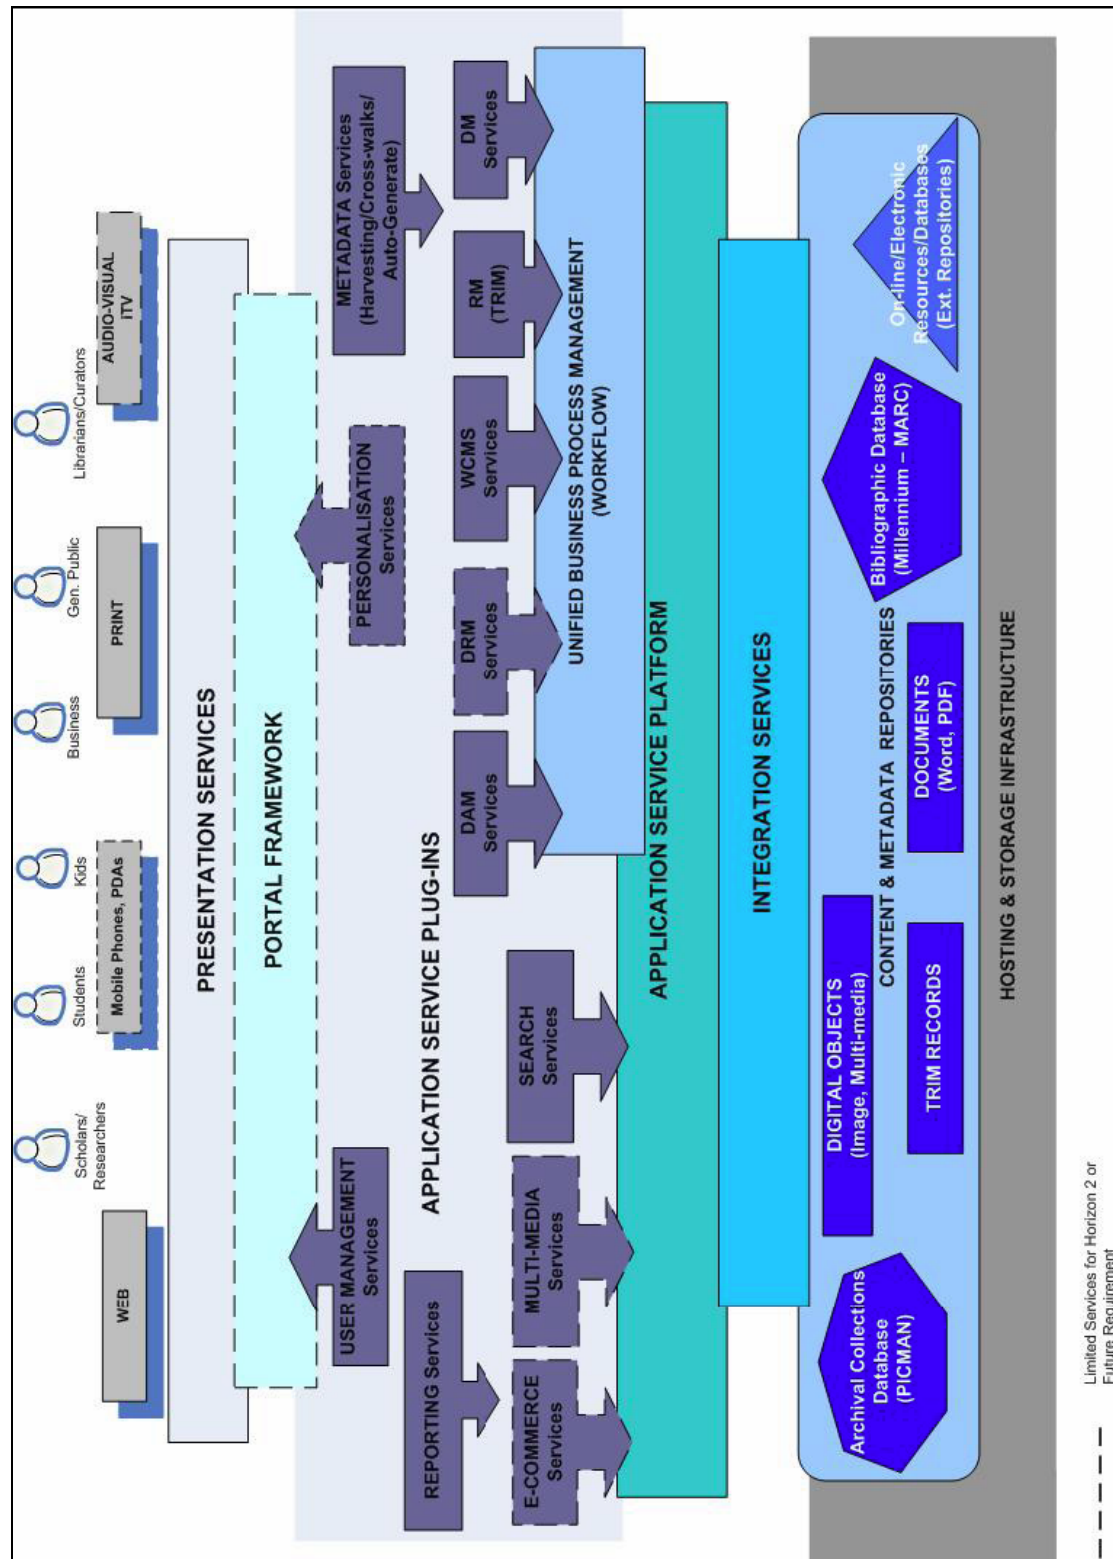 Scholars/
Researchers
Students
Kids
Business
Gen. Public
Librarians/Curators
WEB
Mobile Phones, PDAs
PRINT
AUDIO-VISUAL
iTV
PRESENTATION SERVICES
PORTAL FRAMEWORK
USER MANAGEMENT
Services
PERSONALISATION
Services
METADATA Services
(Harvesting/Cross-walks/
Auto-Generate)
APPLICATION SERVICE PLUG-INS
REPORTING Services
E-COMMERCE
Services
MULTI-MEDIA
Services
SEARCH
Services
DAM
Services
DRM
Services
WCMS
Services
RM
(TRIM)
DM
Services
UNIFIED BUSINESS PROCESS MANAGEMENT
(WORKFLOW)
APPLICATION SERVICE PLATFORM
INTEGRATION SERVICES
Archival Collections
Database
(PICMAN)
DIGITAL OBJECTS
(Image, Multi-media)
TRIM RECORDS
CONTENT & METADATA REPOSITORIES
DOCUMENTS
(Word, PDF)
Bibliographic Database
(Millennium – MARC)
On-line/Electronic
Resources/Databases
(Ext. Repositories)
HOSTING & STORAGE INFRASTRUCTURE
Limited Services for Horizon 2 or
Future Requirement